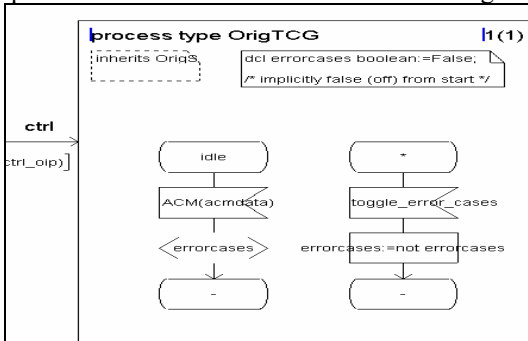 process type OrigTCG 1(1)
inherits OrigS
dcl errorcases boolean:=False;
/* implicitly false (off) from start */
ctrl
ctrl_oip)]
idle
*
ACM(acmdata)
toggle_error_cases
errorcases
errorcases:=not errorcases
-
-